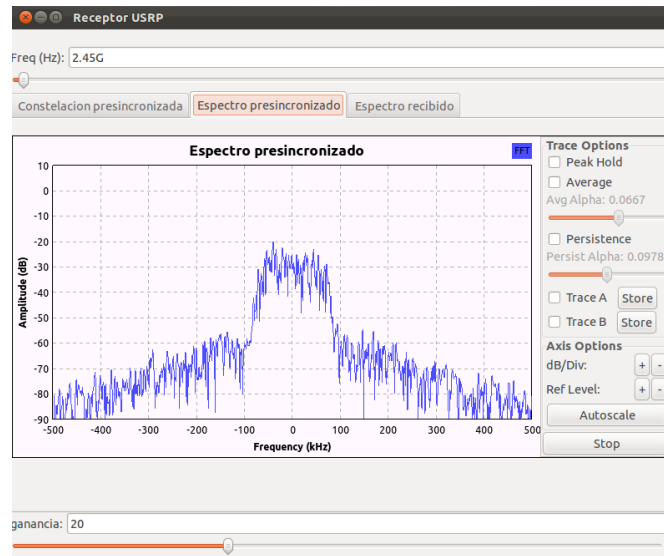 Receptor USRP
Freq (Hz): 2.45G
Constelacion presincronizada Espectro presincronizado Espectro recibido
Espectro presincronizado
FFT
Amplitude (dB)
10
0
-10
-20
-30
-40
-50
-60
-70
-80
-90
-500 -400 -300 -200 -100 0 100 200 300 400 500
Frequency (kHz)
Trace Options
Peak Hold
Average
Avg Alpha: 0.0667
Persistence
Persist Alpha: 0.0978
Trace A Store
Trace B Store
Axis Options
dB/Div: + -
Ref Level: + -
Autoscale
Stop
ganancia: 20